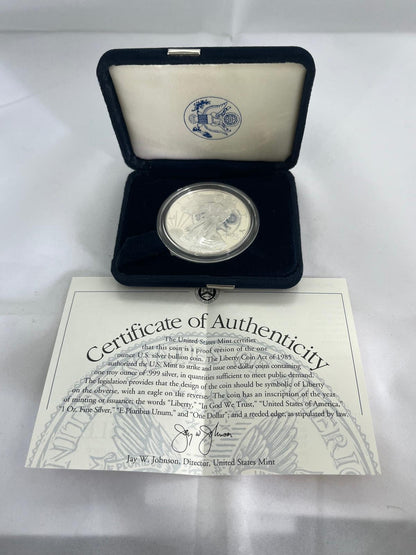 Certificate of Authenticity
The United States Mint certifies
that this coin is a proof version of the one
ounce U.S. silver bullion coin. The Liberty Coin Act of 1985
authorized the U.S. Mint to strike and issue one dollar coins containing
one troy ounce of .999 silver, in quantities sufficient to meet public demand.
The legislation provides that the design of the coin should be symbolic of Liberty
on the obverse, with an eagle on the reverse. The coin has an inscription of the year
of minting or issuance, the words "Liberty," "In God We Trust," "United States of America,"
"1 Oz. Fine Silver," "E Pluribus Unum," and "One Dollar", and a reeded edge, as stipulated by law.
Jay W. Johnson
Jay W. Johnson, Director, United States Mint